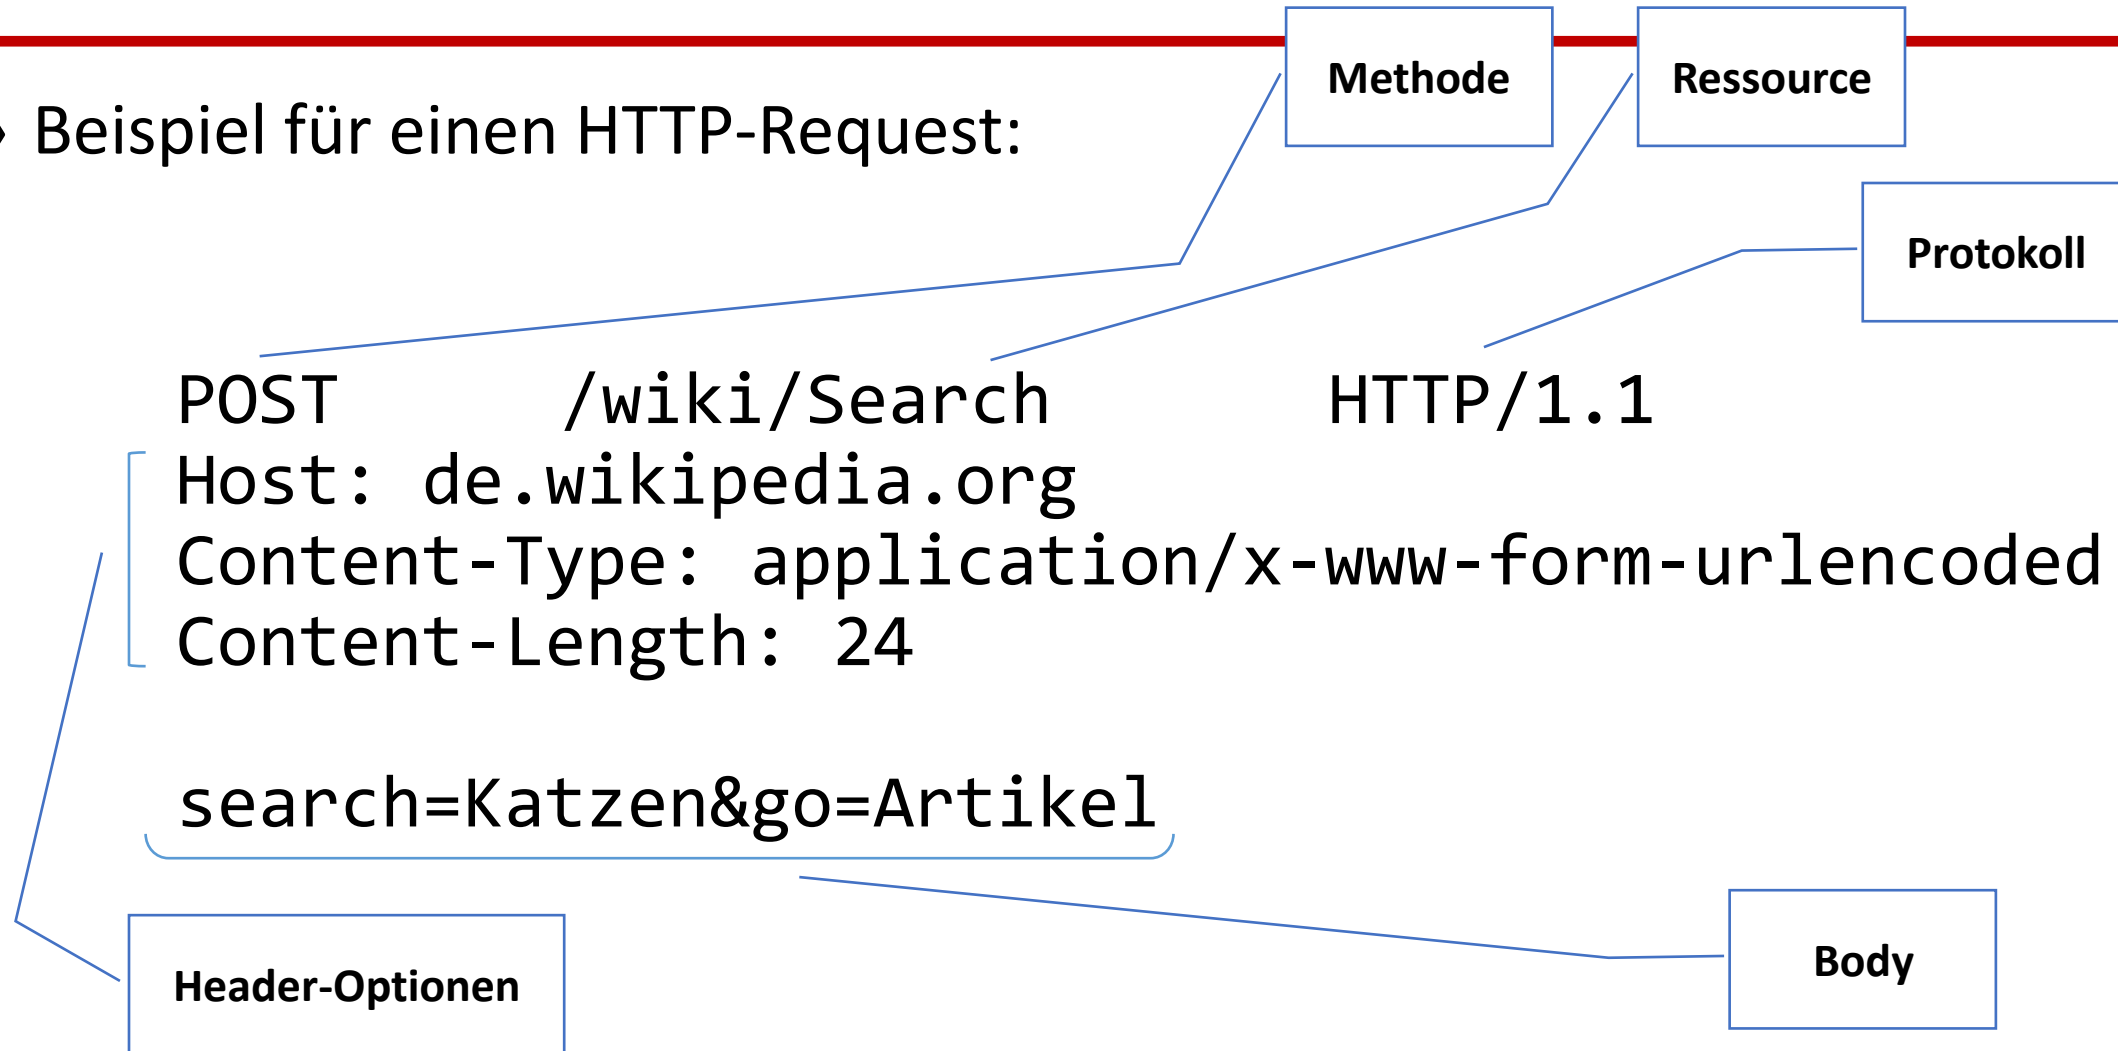 Methode
Ressource
Beispiel für einen HTTP-Request:
Protokoll
POST /wiki/Search HTTP/1.1
Host: de.wikipedia.org
Content-Type: application/x-www-form-urlencoded
Content-Length: 24
search=Katzen&go=Artikel
Header-Optionen
Body